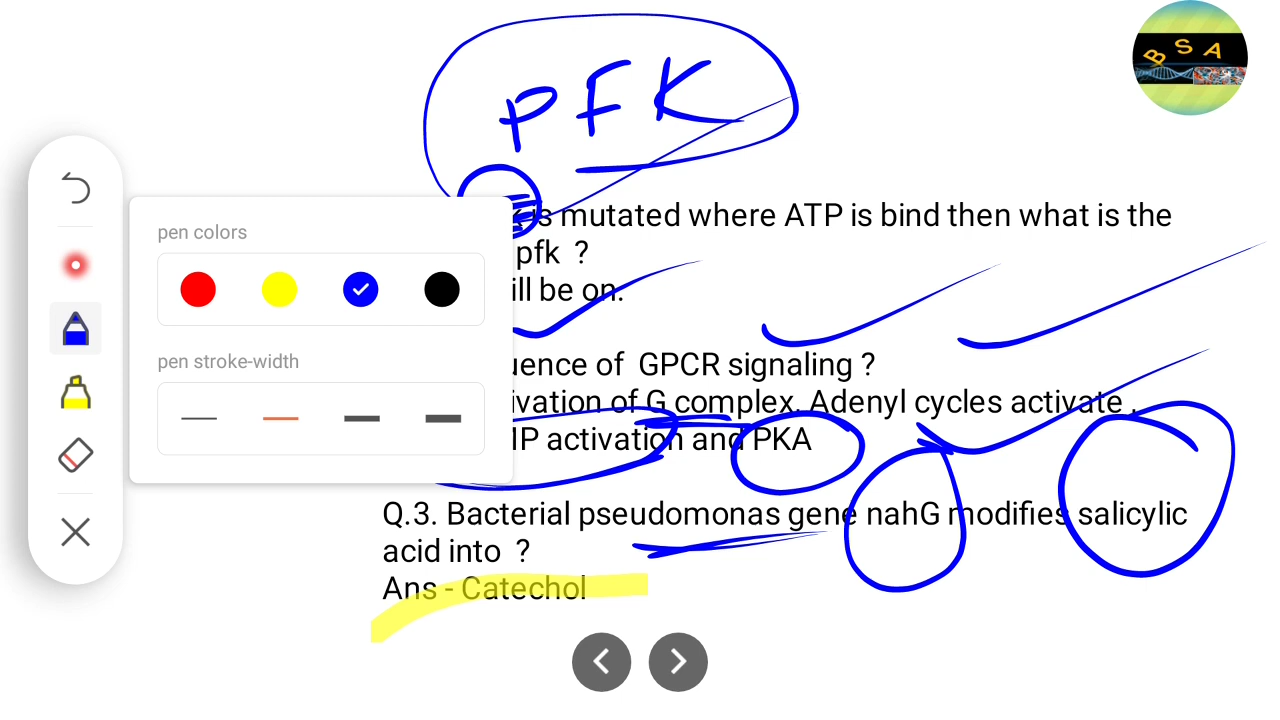 BSA
pFK
is mutated where ATP is bind then what is the
pfk ?
ill be on.
pen colors
pen stroke-width
uence of GPCR signaling ?
ivation of G complex. Adenyl cycles activate ,
IP activation and PKA
Q.3. Bacterial pseudomonas gene nahG modifies salicylic
acid into ?
Ans - Catechol